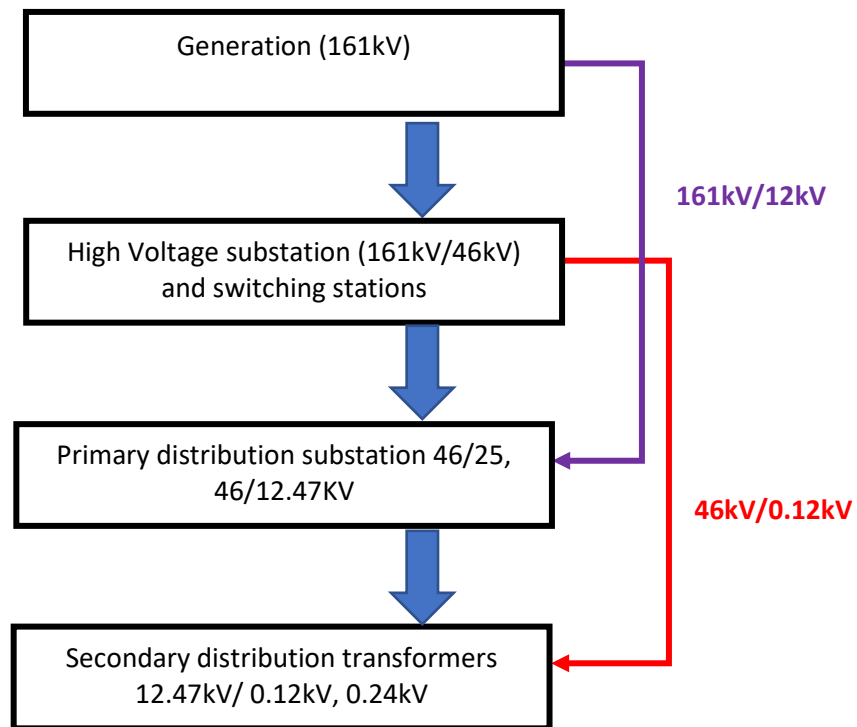 Generation (161kV)
161kV/12kV
High Voltage substation (161kV/46kV)
and switching stations
Primary distribution substation 46/25,
46/12.47KV
46kV/0.12kV
Secondary distribution transformers
12.47kV/ 0.12kV, 0.24kV